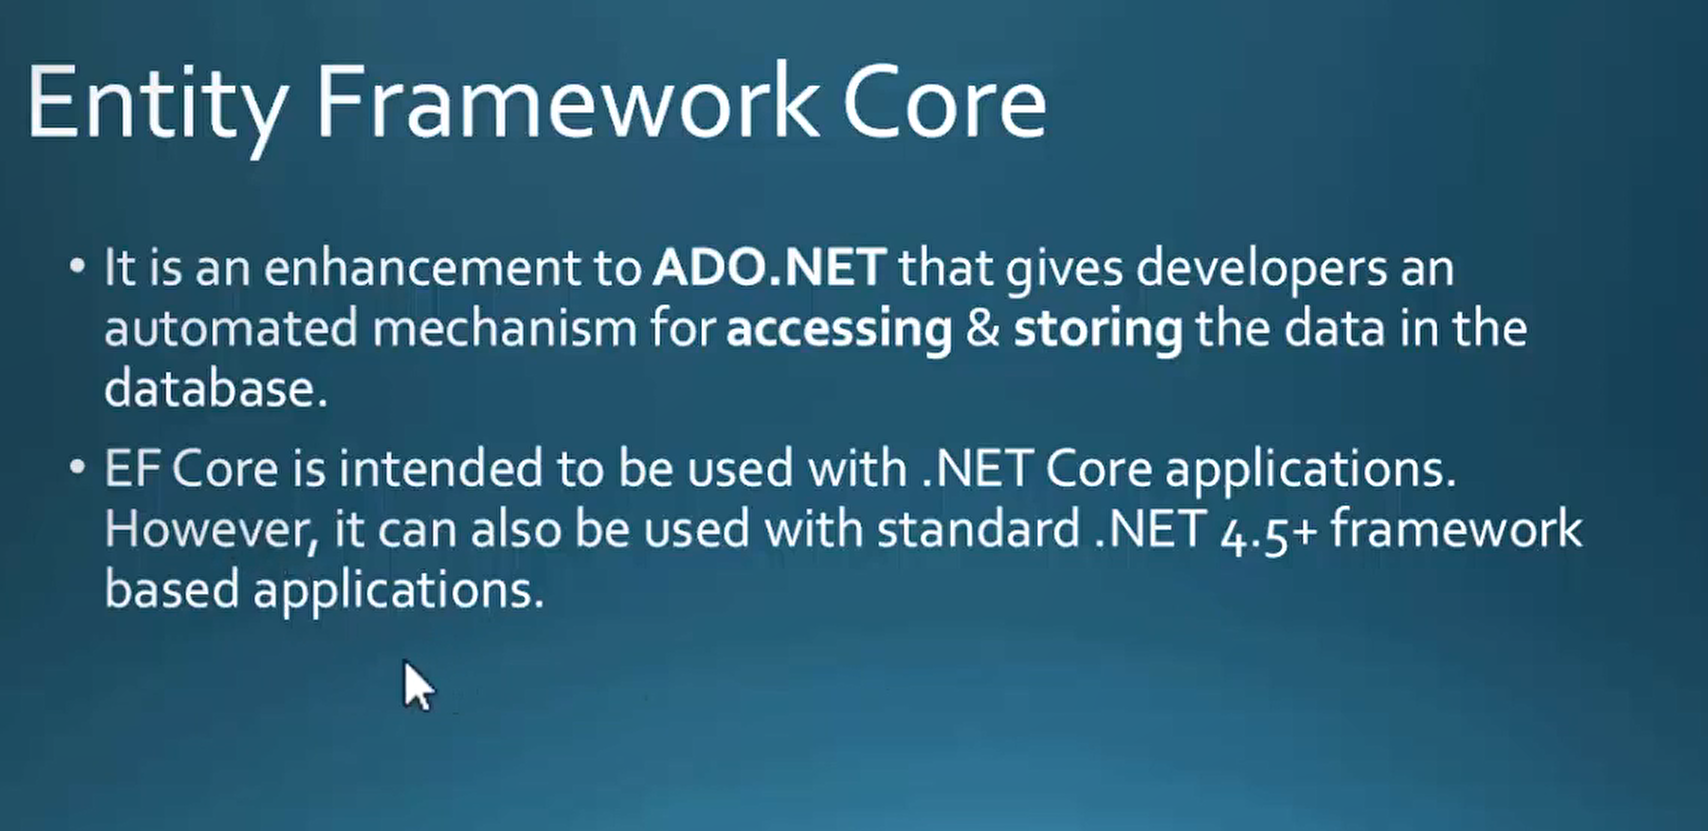 Entity Framework Core
• It is an enhancement to ADO.NET that gives developers an
automated mechanism for accessing & storing the data in the
database.
• EF Core is intended to be used with .NET Core applications.
However, it can also be used with standard .NET 4.5+ framework
based applications.